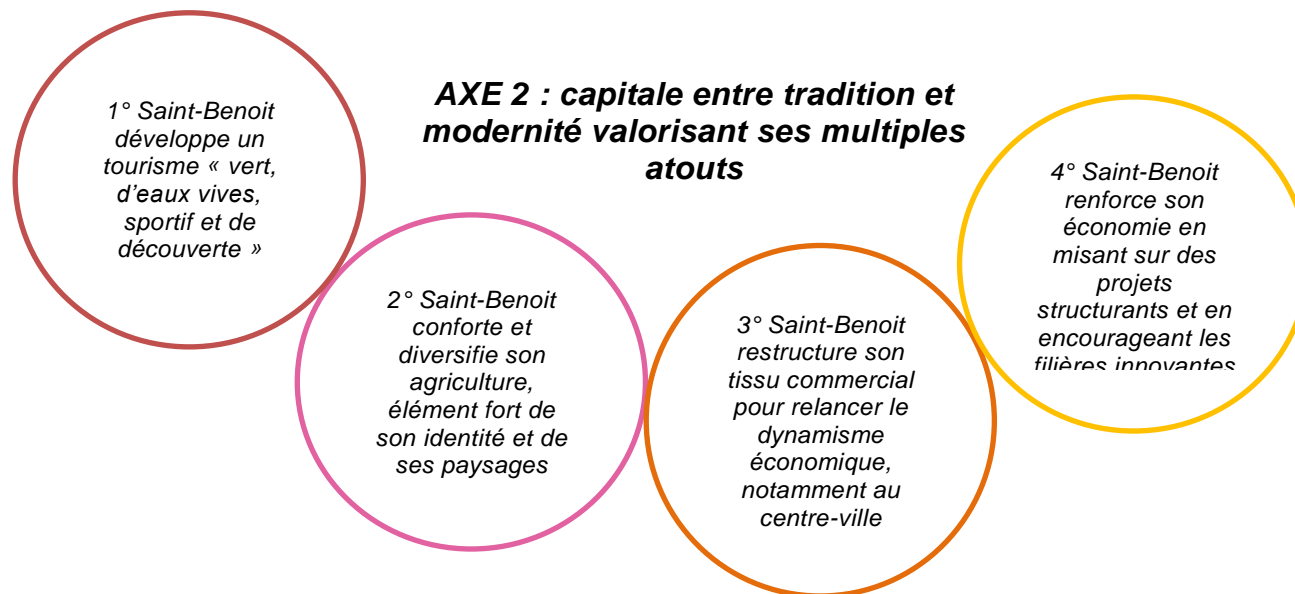 AXE 2 : capitale entre tradition et
modernité valorisant ses multiples
atouts
1° Saint-Benoit
développe un
tourisme « vert,
d'eaux vives,
sportif et de
découverte »
2° Saint-Benoit
conforte et
diversifie son
agriculture,
élément fort de
son identité et de
ses paysages
3° Saint-Benoit
restructure son
tissu commercial
pour relancer le
dynamisme
économique,
notamment au
centre-ville
4° Saint-Benoit
renforce son
économie en
misant sur des
projets
structurants et en
encourageant les
filières innovantes